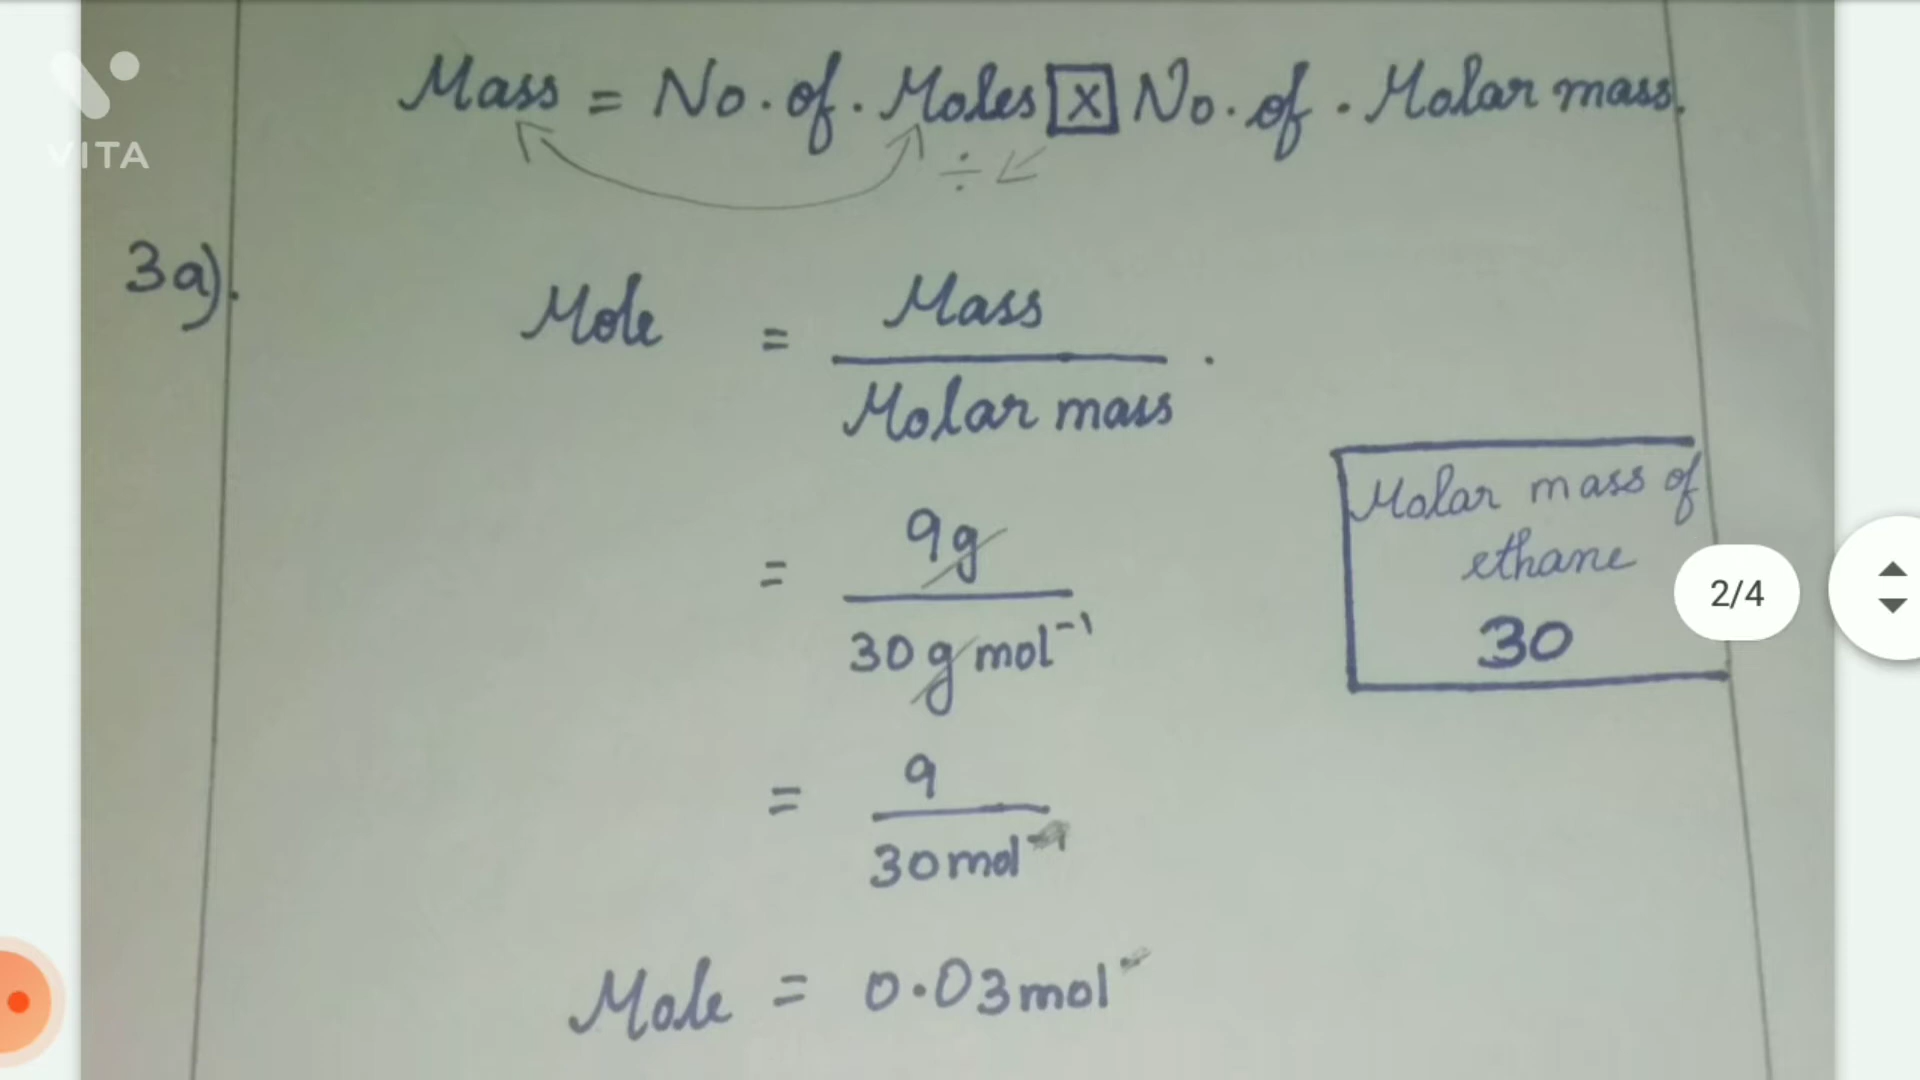 Mass = No. of. Moles x No. of. Molar mass.
÷
VITA
3a).
Mole = Mass / Molar mass .
= 9g / 30 g mol⁻¹
Molar mass of
ethane
30
2/4
= 9 / 30 mol⁻¹
Mole = 0.03 mol⁻